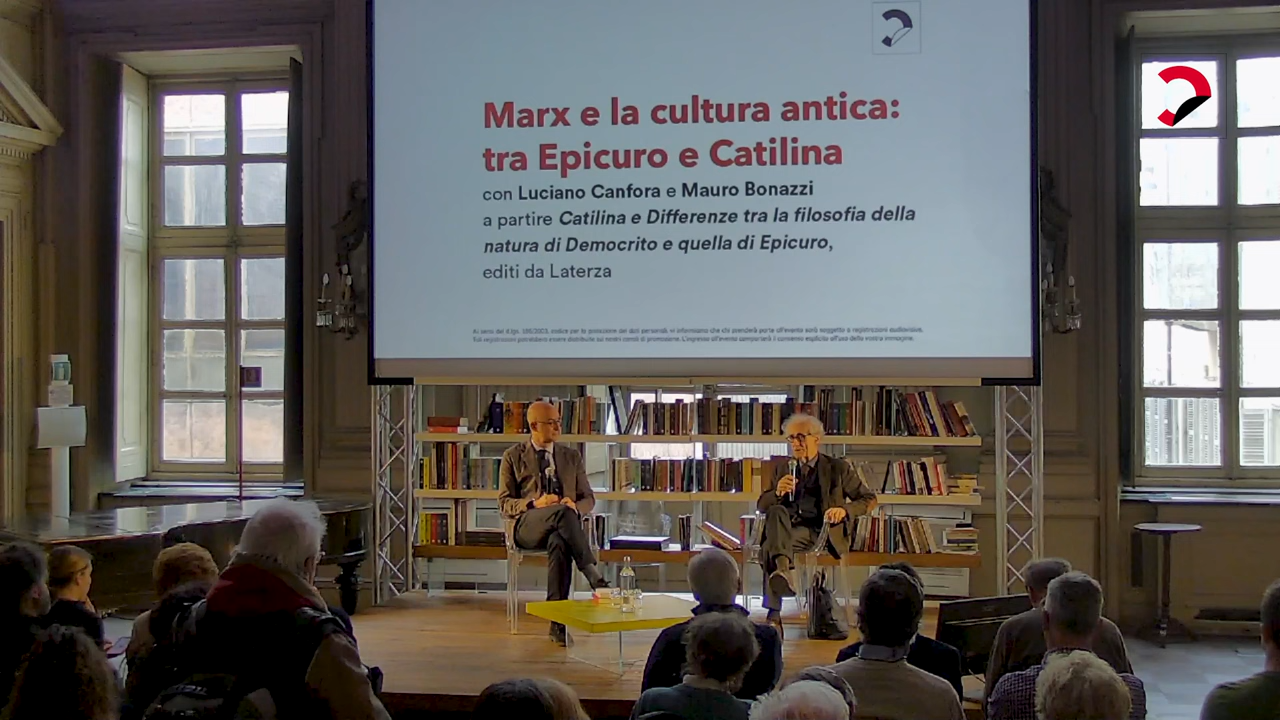 Marx e la cultura antica:
tra Epicuro e Catilina
con Luciano Canfora e Mauro Bonazzi
a partire Catilina e Differenze tra la filosofia della
natura di Democrito e quella di Epicuro,
editi da Laterza